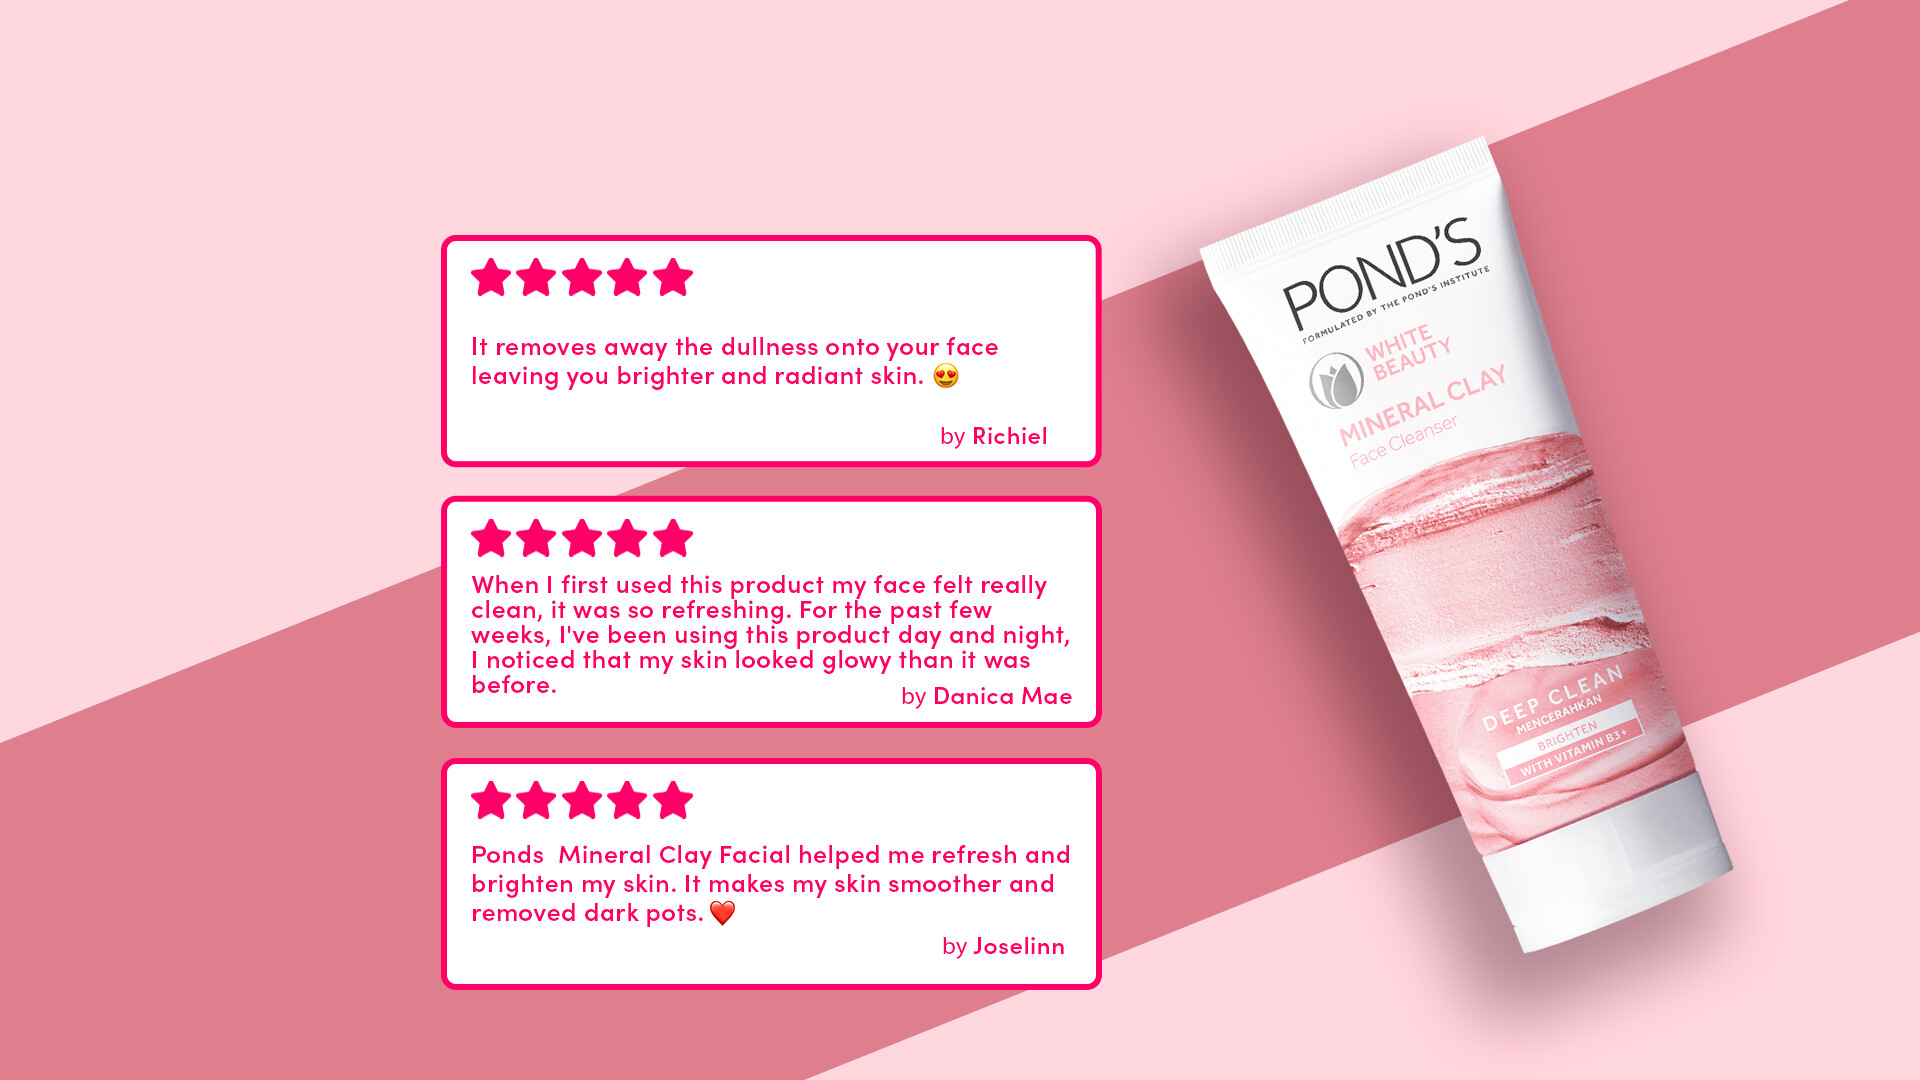 It removes away the dullness onto your face
leaving you brighter and radiant skin. 😍
by Richiel
When I first used this product my face felt really
clean, it was so refreshing. For the past few
weeks, I've been using this product day and night,
I noticed that my skin looked glowy than it was
before.
by Danica Mae
Ponds  Mineral Clay Facial helped me refresh and
brighten my skin. It makes my skin smoother and
removed dark pots. ❤️
by Joselinn
POND'S
FORMULATED BY THE POND'S INSTITUTE
WHITE
BEAUTY
MINERAL CLAY
Face Cleanser
DEEP CLEAN
MENCERAHKAN
BRIGHTEN
WITH VITAMIN B3+